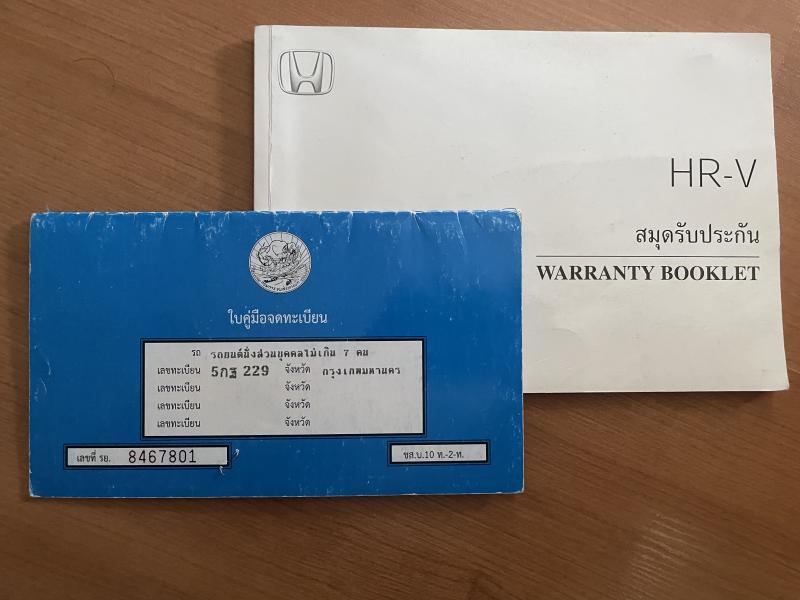 HR-V
สมุดรับประกัน
WARRANTY BOOKLET
ใบคู่มือจดทะเบียน
รถ รถยนต์นั่งส่วนบุคคลไม่เกิน 7 คน
เลขทะเบียน 5กฐ 229 จังหวัด กรุงเทพมหานคร
เลขทะเบียน จังหวัด
เลขทะเบียน จังหวัด
เลขทะเบียน จังหวัด
เลขที่ รย. 8467801
ขส.บ.10 ท.-2-ท.